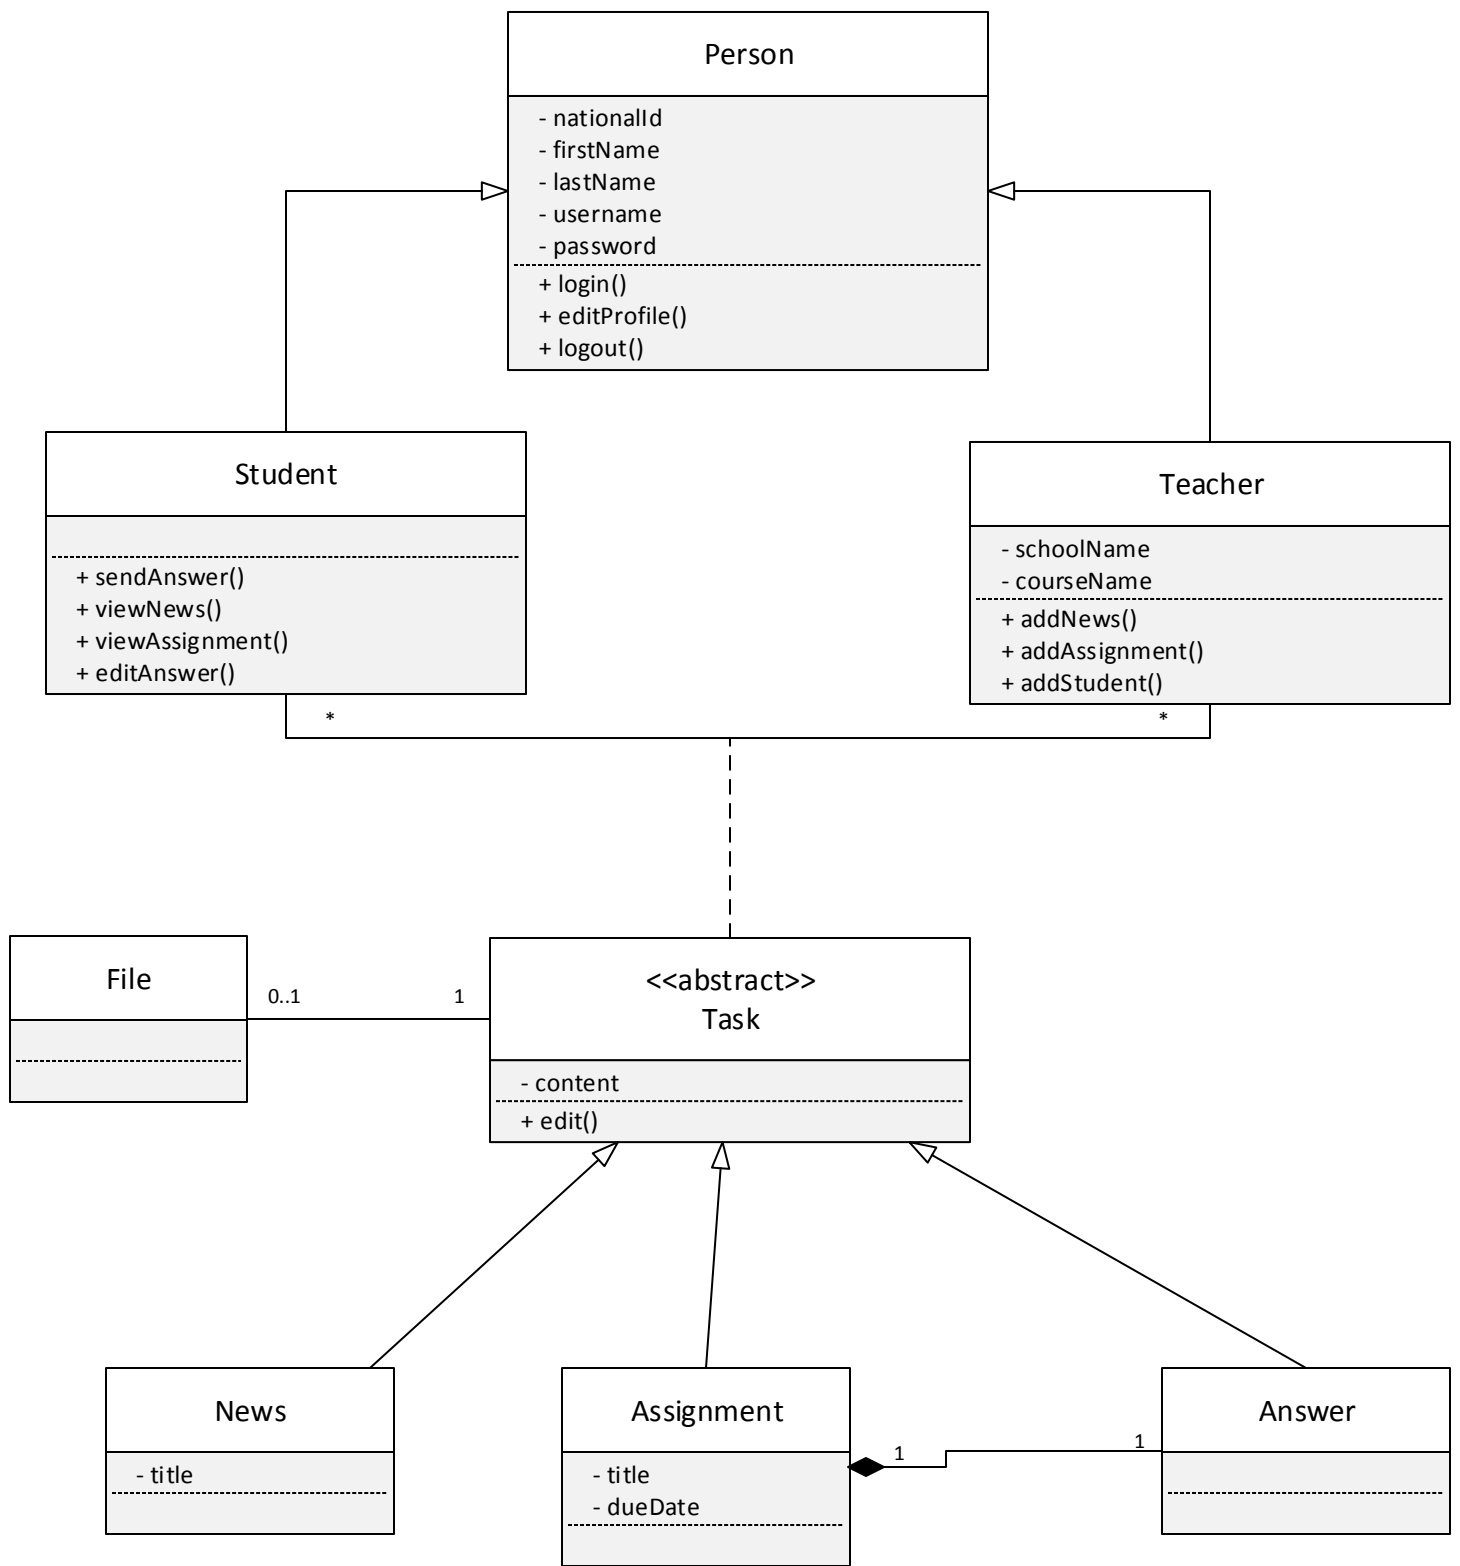 Person
- nationalId
- firstName
- lastName
- username
- password
+ login()
+ editProfile()
+ logout()
Student
+ sendAnswer()
+ viewNews()
+ viewAssignment()
+ editAnswer()
Teacher
- schoolName
- courseName
+ addNews()
+ addAssignment()
+ addStudent()
*
*
File
0..1
1
<<abstract>>
Task
- content
+ edit()
News
- title
Assignment
- title
- dueDate
1
1
Answer